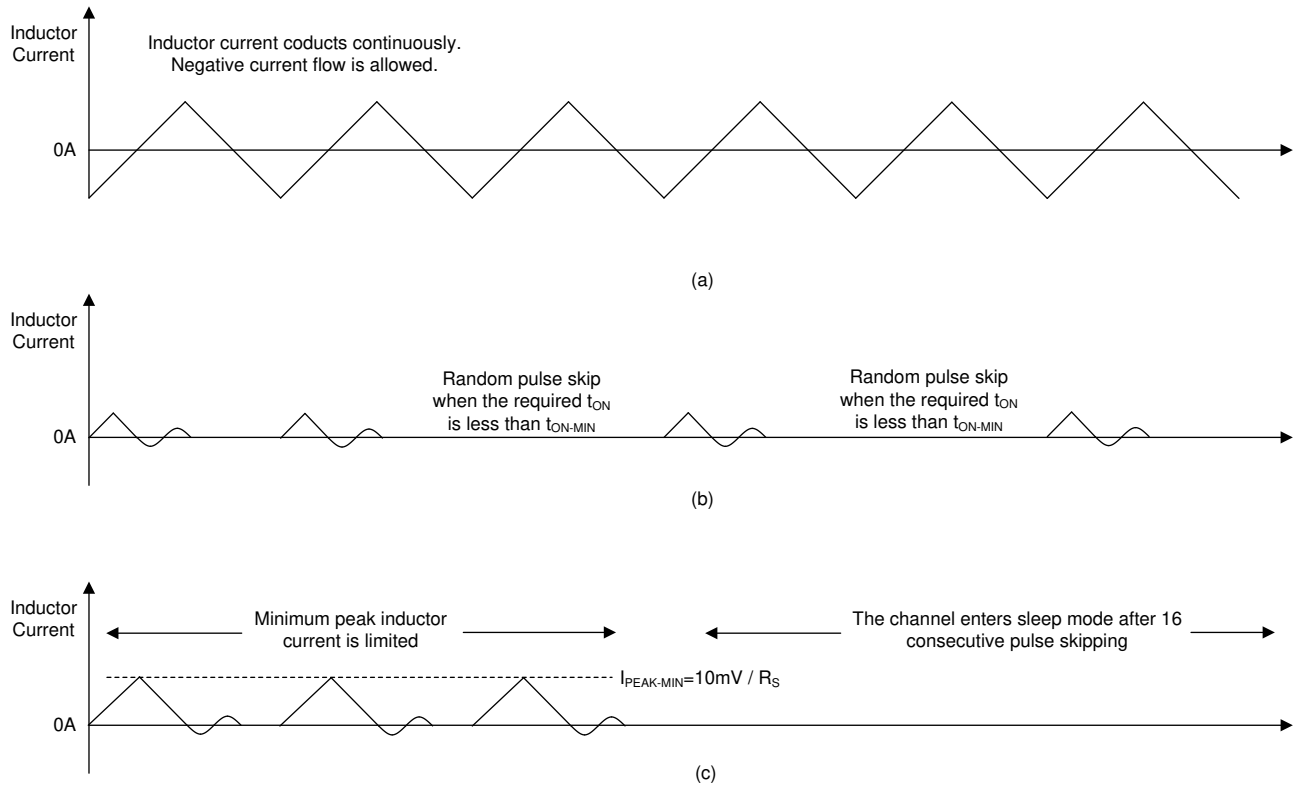 Inductor
Current
Inductor current coducts continuously.
Negative current flow is allowed.
0A
(a)
Inductor
Current
Random pulse skip
when the required tON
is less than tON-MIN
Random pulse skip
when the required tON
is less than tON-MIN
0A
(b)
Inductor
Current
Minimum peak inductor
current is limited
The channel enters sleep mode after 16
consecutive pulse skipping
IPEAK-MIN=10mV / RS
0A
(c)